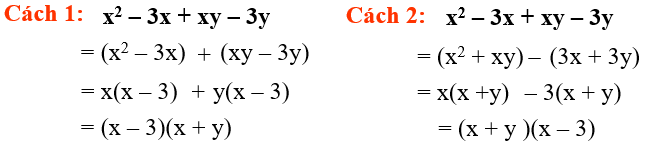 Cách 1: x² – 3x + xy – 3y
= (x² – 3x) + (xy – 3y)
= x(x – 3) + y(x – 3)
= (x – 3)(x + y)
Cách 2: x² – 3x + xy – 3y
= (x² + xy) – (3x + 3y)
= x(x +y) – 3(x + y)
= (x + y )(x – 3)